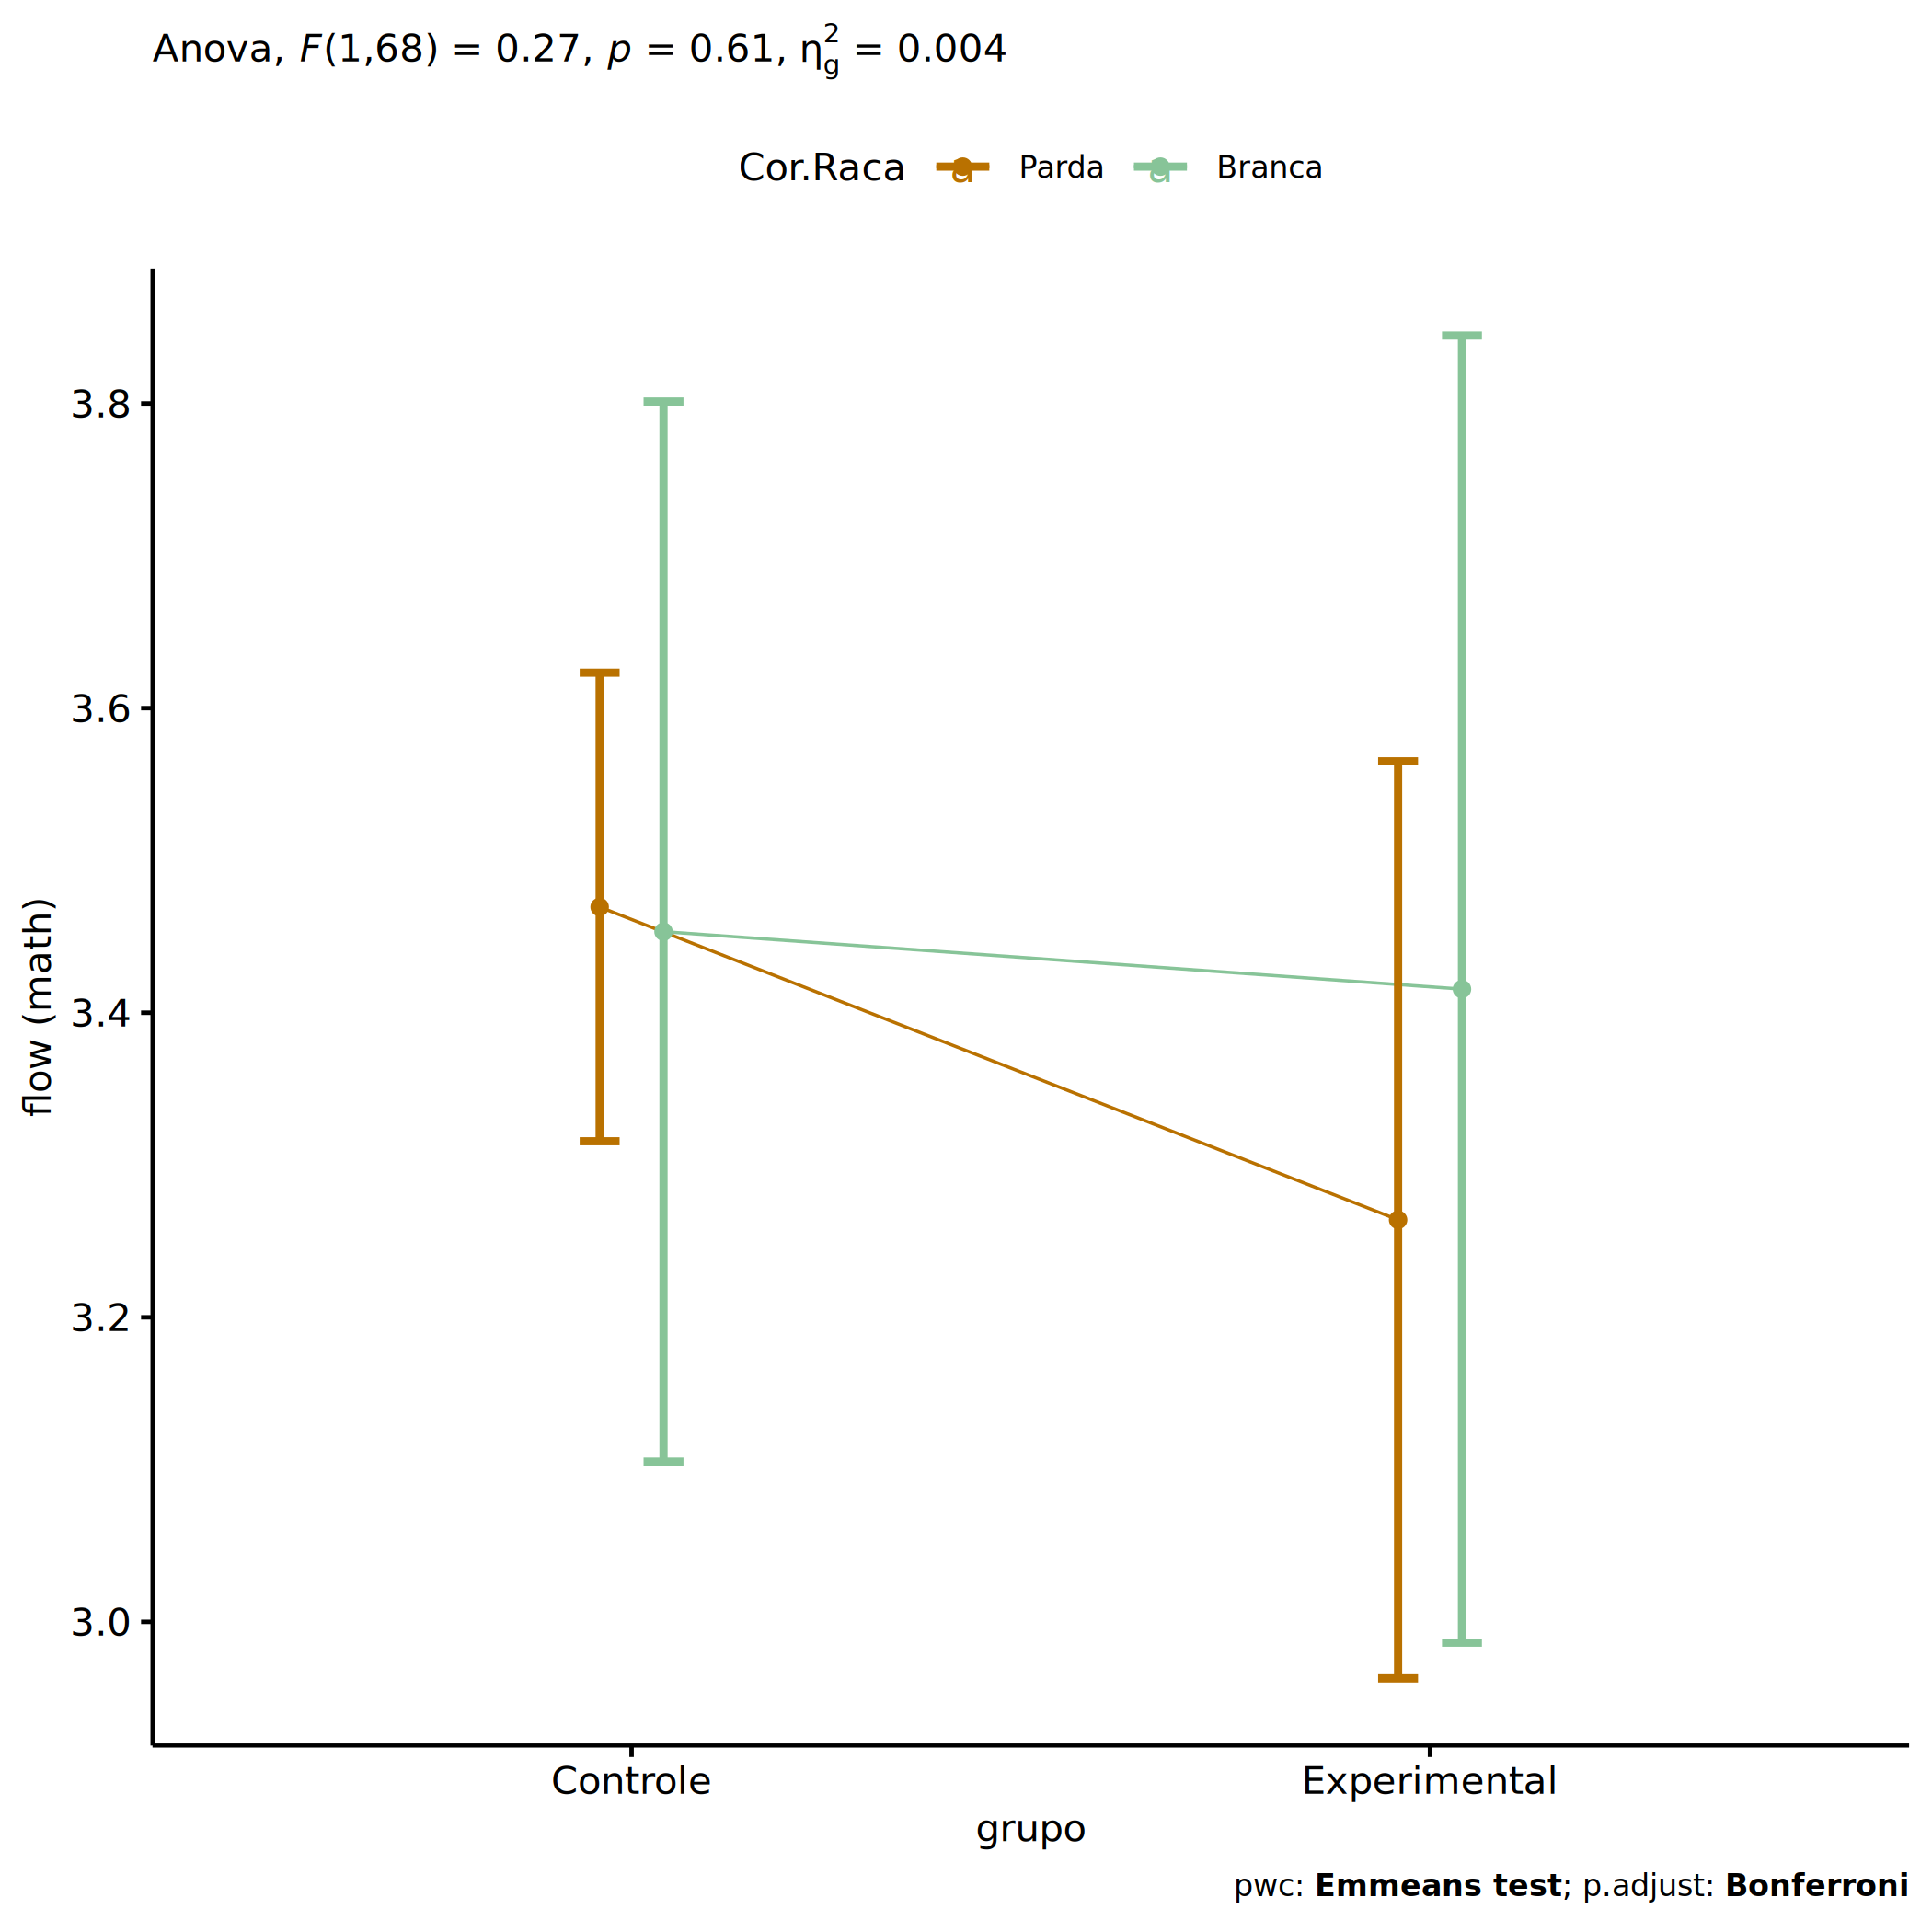 Anova, F(1,68) = 0.27, p = 0.61, η²g = 0.004
Cor.Raca a Parda a Branca
flow (math)
3.8
3.6
3.4
3.2
3.0
Controle Experimental
grupo
pwc: Emmeans test; p.adjust: Bonferroni